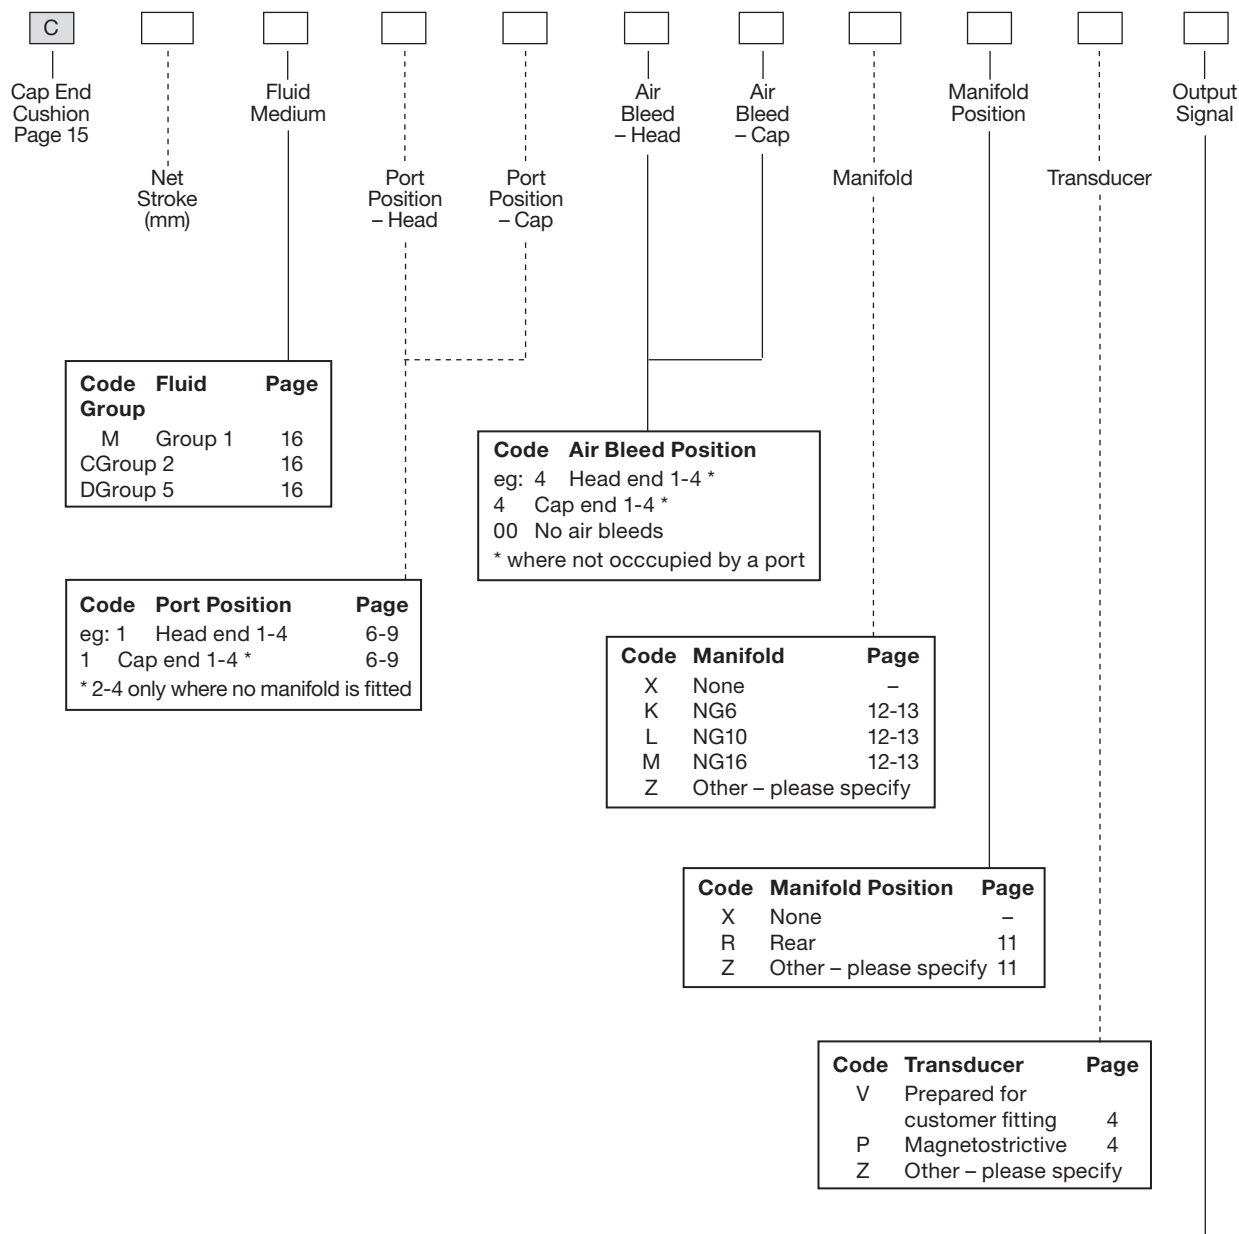 C
Cap End
Cushion
Page 15
Net
Stroke
(mm)
Fluid
Medium
Port
Position
– Head
Port
Position
– Cap
Air
Bleed
– Head
Air
Bleed
– Cap
Manifold
Manifold
Position
Transducer
Output
Signal
Code Fluid Page
Group
M Group 1 16
CGroup 2 16
DGroup 5 16
Code Air Bleed Position
eg: 4 Head end 1-4 *
4 Cap end 1-4 *
00 No air bleeds
* where not occcupied by a port
Code Port Position Page
eg: 1 Head end 1-4 6-9
1 Cap end 1-4 * 6-9
* 2-4 only where no manifold is fitted
Code Manifold Page
X None –
K NG6 12-13
L NG10 12-13
M NG16 12-13
Z Other – please specify
Code Manifold Position Page
X None –
R Rear 11
Z Other – please specify 11
Code Transducer Page
V Prepared for
customer fitting 4
P Magnetostrictive 4
Z Other – please specify